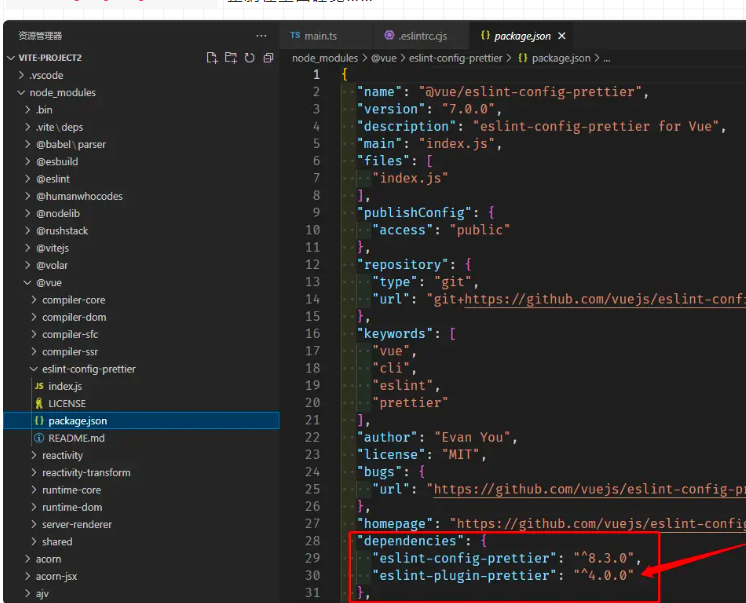 资源管理器
VITE-PROJECT2
.vscode
node_modules
.bin
.vite\deps
@babel\parser
@esbuild
@eslint
@humanwhocodes
@nodelib
@rushstack
@vitejs
@volar
@vue
compiler-core
compiler-dom
compiler-sfc
compiler-ssr
eslint-config-prettier
JS index.js
LICENSE
{} package.json
README.md
reactivity
reactivity-transform
runtime-core
runtime-dom
server-renderer
shared
acorn
acorn-jsx
ajv
TS main.ts
.eslintrc.cjs
{} package.json
node_modules > @vue > eslint-config-prettier > {} package.json > ...
1 {
2 "name": "@vue/eslint-config-prettier",
3 "version": "7.0.0",
4 "description": "eslint-config-prettier for Vue",
5 "main": "index.js",
6 "files": [
7 "index.js"
8 ],
9 "publishConfig": {
10 "access": "public"
11 },
12 "repository": {
13 "type": "git",
14 "url": "git+https://github.com/vuejs/eslint-confi
15 },
16 "keywords": [
17 "vue",
18 "cli",
19 "eslint",
20 "prettier"
21 ],
22 "author": "Evan You",
23 "license": "MIT",
24 "bugs": {
25 "url": "https://github.com/vuejs/eslint-config-pr
26 },
27 "homepage": "https://github.com/vuejs/eslint-config
28 "dependencies": {
29 "eslint-config-prettier": "^8.3.0",
30 "eslint-plugin-prettier": "^4.0.0"
31 },